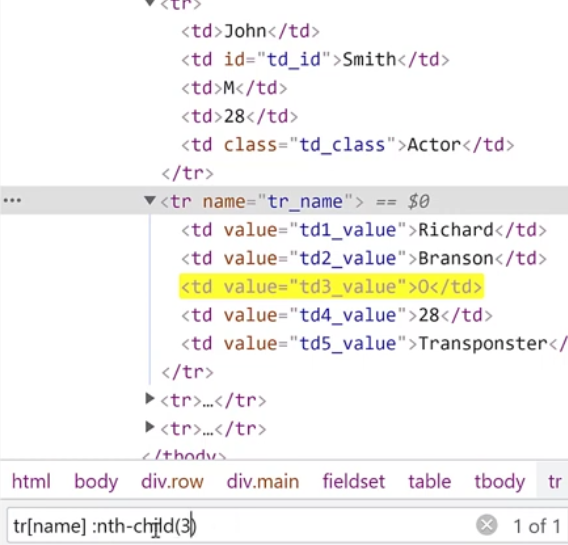 ▼<tr>
<td>John</td>
<td id="td_id">Smith</td>
<td>M</td>
<td>28</td>
<td class="td_class">Actor</td>
</tr>
… ▼<tr name="tr_name"> == $0
<td value="td1_value">Richard</td>
<td value="td2_value">Branson</td>
<td value="td3_value">O</td>
<td value="td4_value">28</td>
<td value="td5_value">Transponster</
</tr>
▶<tr>…</tr>
▶<tr>…</tr>
</tbody>
html body div.row div.main fieldset table tbody tr
tr[name] :nth-child(3) 1 of 1